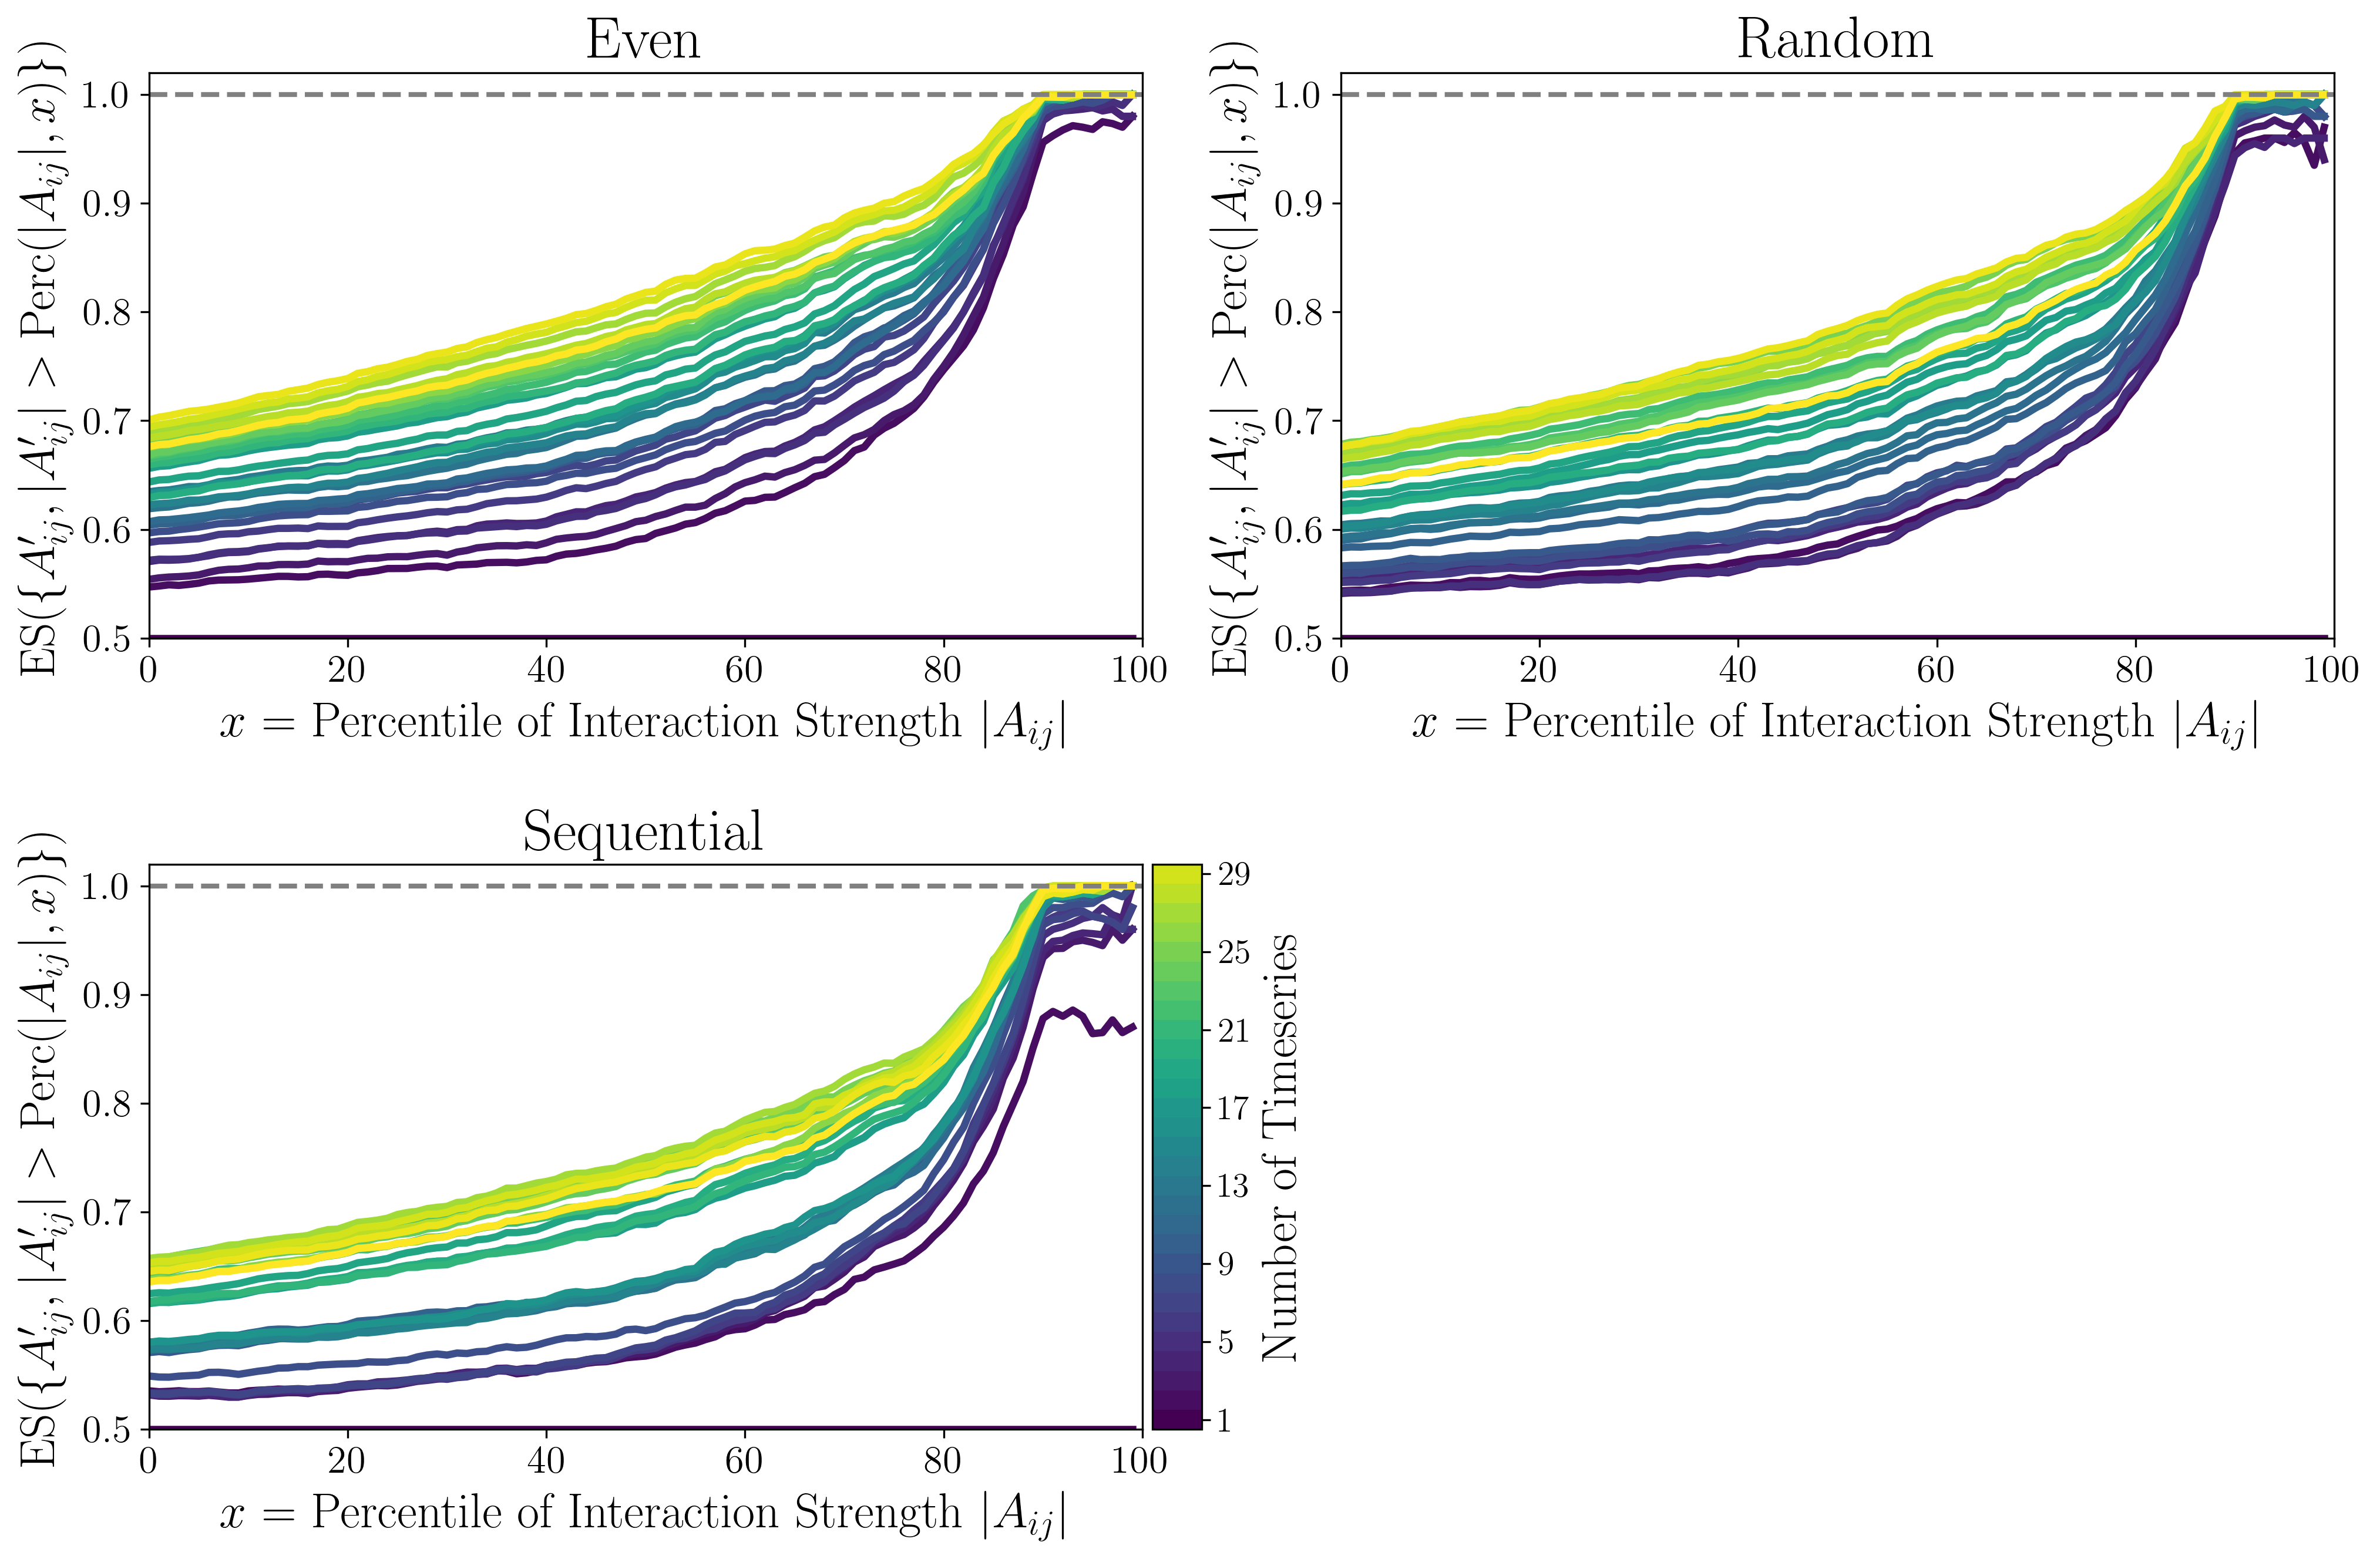 Even
ES({A′ij, |A′ij| > Perc(|Aij|, x)})
1.0
0.9
0.8
0.7
0.6
0.5
0 20 40 60 80 100
x = Percentile of Interaction Strength |Aij|
Random
ES({A′ij, |A′ij| > Perc(|Aij|, x)})
1.0
0.9
0.8
0.7
0.6
0.5
0 20 40 60 80 100
x = Percentile of Interaction Strength |Aij|
Sequential
ES({A′ij, |A′ij| > Perc(|Aij|, x)})
1.0
0.9
0.8
0.7
0.6
0.5
0 20 40 60 80 100
x = Percentile of Interaction Strength |Aij|
29
25
21
17
13
9
5
1
Number of Timeseries